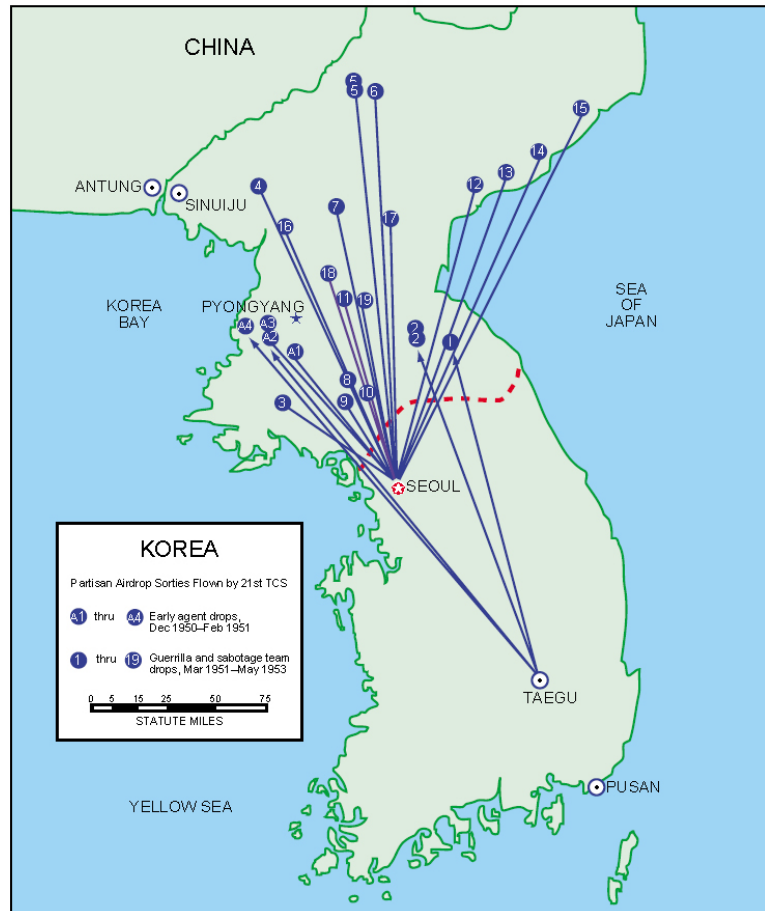 CHINA
5
5
6
15
14
13
12
ANTUNG
SINUIJU
4
7
17
16
18
11
19
KOREA
BAY
PYONGYANG
SEA
OF
JAPAN
A4
A3
A2
A1
2
2
1
8
10
9
3
SEOUL
KOREA
Partisan Airdrop Sorties Flown by 21st TCS
A1 thru A4 Early agent drops,
Dec 1950–Feb 1951
1 thru 19 Guerrilla and sabotage team
drops, Mar 1951–May 1953
0 5 15 25 50 75
STATUTE MILES
TAEGU
PUSAN
YELLOW SEA